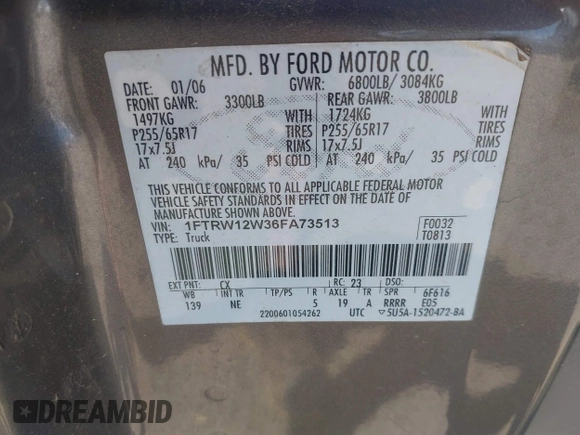 MFD. BY FORD MOTOR CO.
DATE: 01/06 GVWR: 6800LB/ 3084KG
FRONT GAWR: 3300LB REAR GAWR: 3800LB
1497KG WITH 1724KG WITH
P255/65R17 TIRES P255/65R17 TIRES
17x7.5J RIMS 17x7.5J RIMS
AT 240 kPa/ 35 PSI COLD AT 240 kPa/ 35 PSI COLD
THIS VEHICLE CONFORMS TO ALL APPLICABLE FEDERAL MOTOR
VEHICLE SAFETY STANDARDS IN EFFECT ON THE DATE OF
MANUFACTURE SHOWN ABOVE.
VIN: 1FTRW12W36FA73513 F0032
TYPE: Truck T0813
EXT PNT: CX RC: 23 DSO:
WB INT TR TP/PS R AXLE TR SPR 6F616
139 NE 5 19 A RRRR E05
2200601054262 UTC ▽5U5A-1520472-BA
DREAMBID